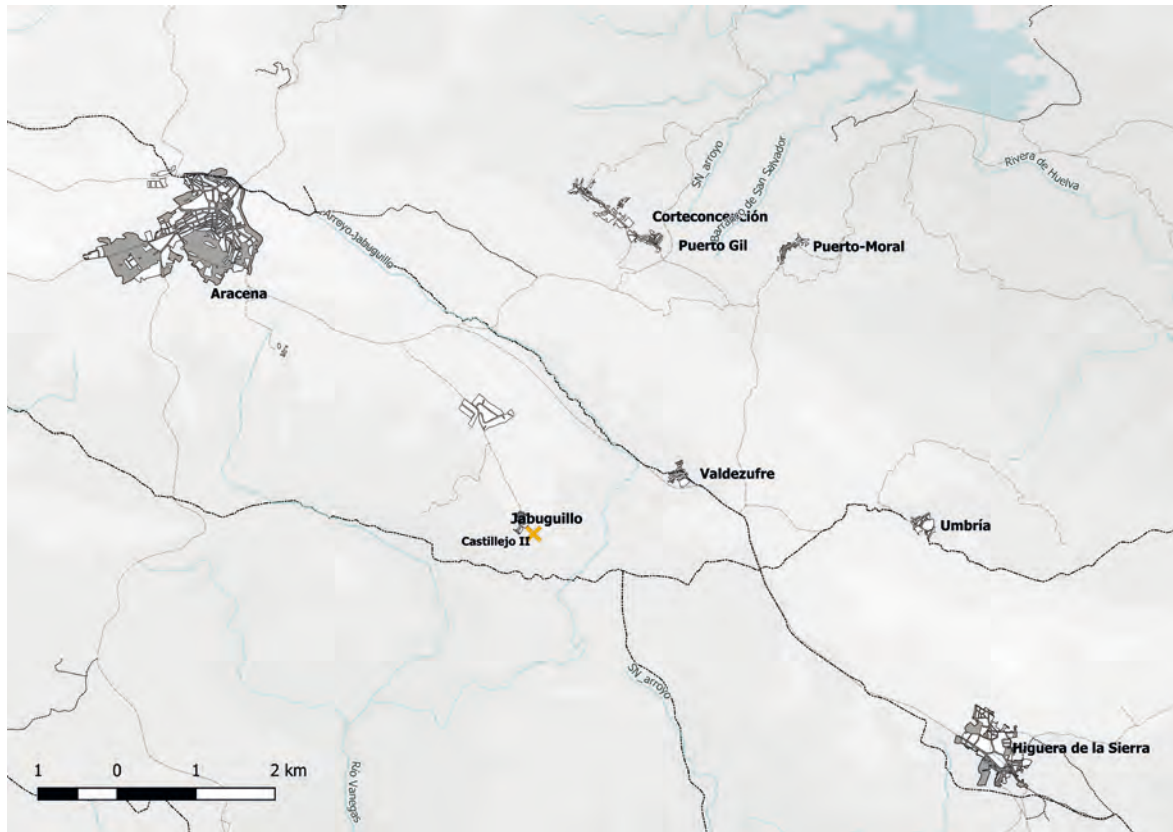 SN_arroyo
Barranco de San Salvador
Rivera de Huelva
Corteconcepción
Puerto Gil
Puerto-Moral
Arroyo-Jabuguillo
Aracena
Valdezufre
Jabuguillo
Castillejo II
Umbría
SN_arroyo
Higuera de la Sierra
Río Vanegas
1 0 1 2 km